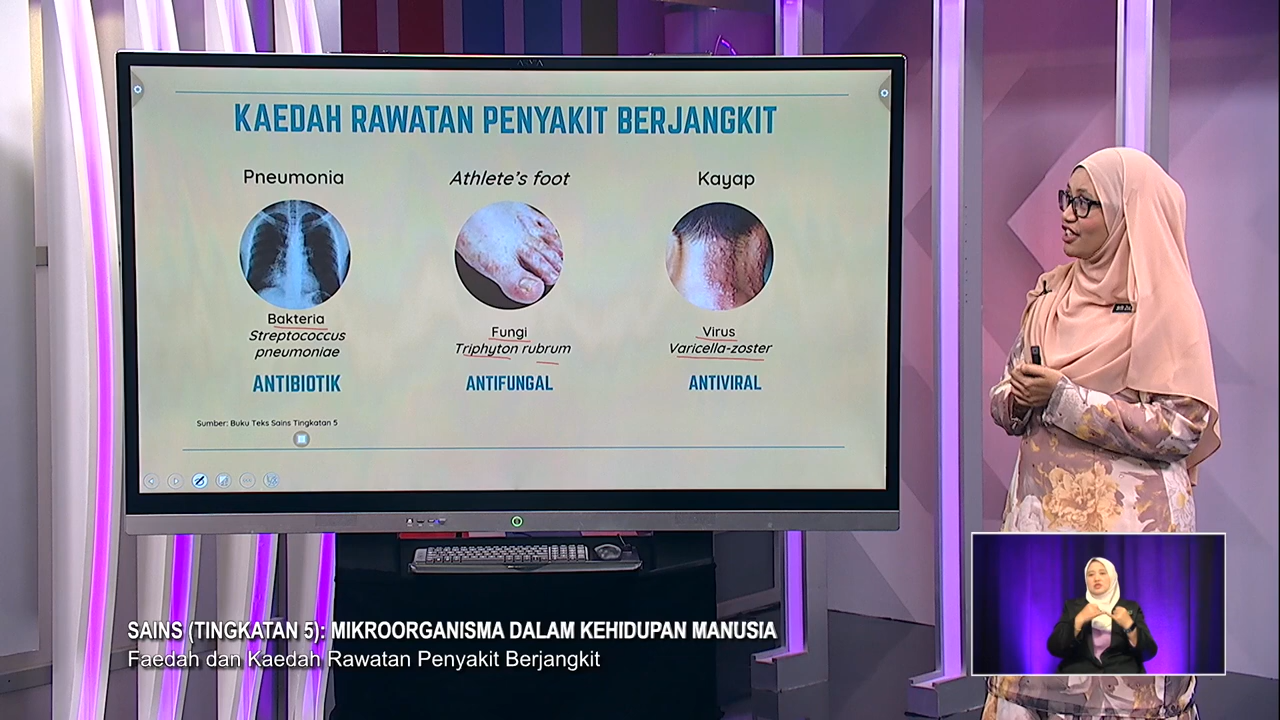 KAEDAH RAWATAN PENYAKIT BERJANGKIT
Pneumonia
Bakteria
Streptococcus
pneumoniae
ANTIBIOTIK
Athlete's foot
Fungi
Triphyton rubrum
ANTIFUNGAL
Kayap
Virus
Varicella-zoster
ANTIVIRAL
Sumber: Buku Teks Sains Tingkatan 5
SAINS (TINGKATAN 5): MIKROORGANISMA DALAM KEHIDUPAN MANUSIA
Faedah dan Kaedah Rawatan Penyakit Berjangkit